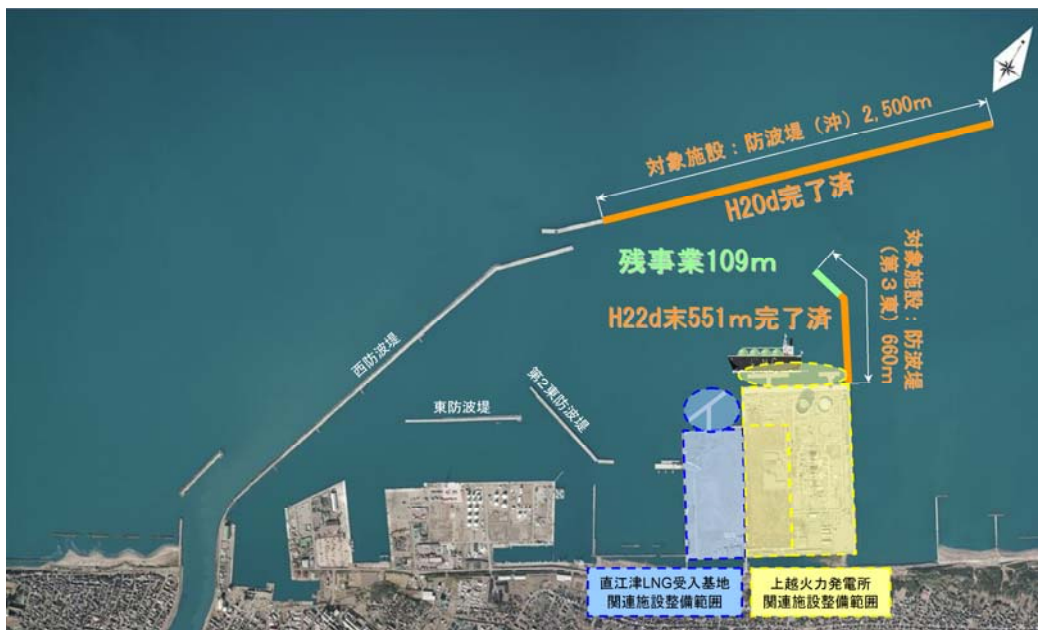 対象施設:防波堤(沖)2,500m
H20d完了済
残事業109m
対象施設:防波堤
(第3東)660m
H22d末551m完了済
西防波堤
第2東防波堤
東防波堤
直江津LNG受入基地
関連施設整備範囲
上越火力発電所
関連施設整備範囲